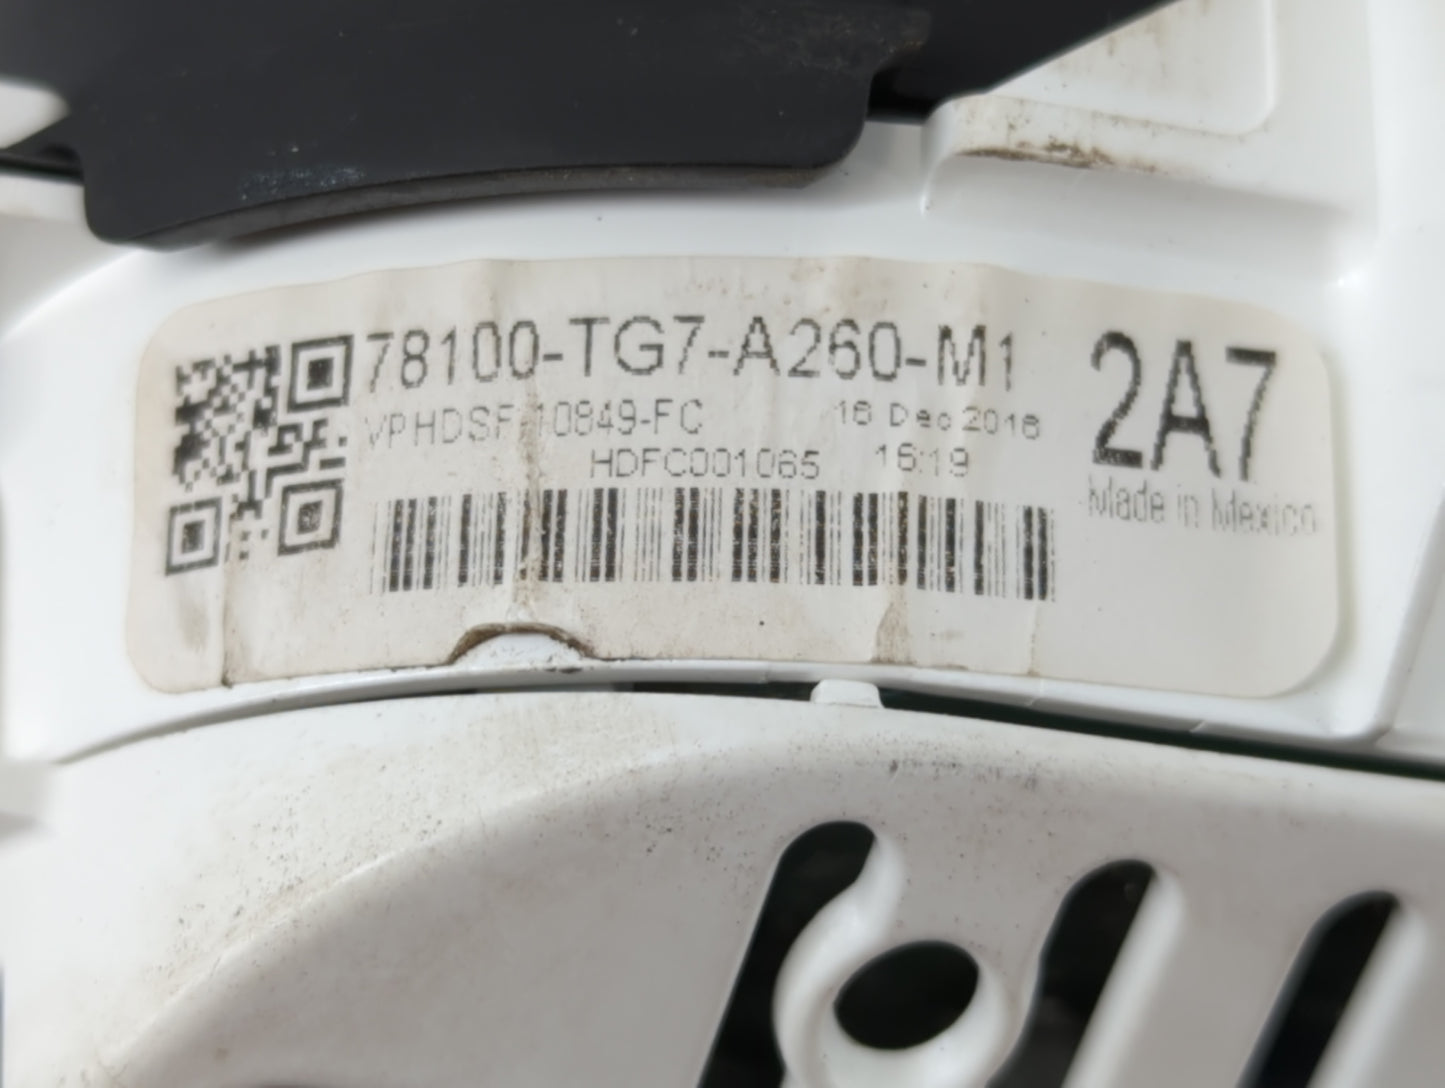 78100-TG7-A260-M1
2A7
VPHDSF-10849-FC
16 Dec 2016
HDFC001065
16:19
Made in Mexico